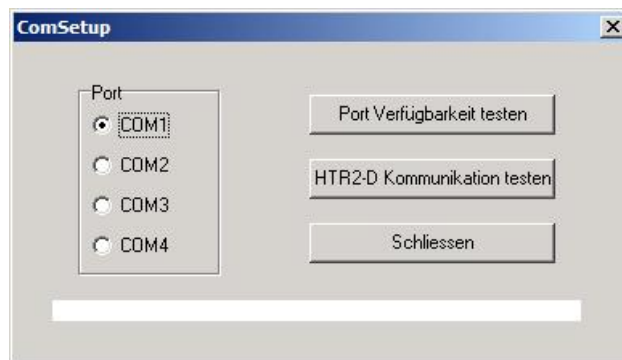 ComSetup
Port
COM1
COM2
COM3
COM4
Port Verfügbarkeit testen
HTR2-D Kommunikation testen
Schliessen